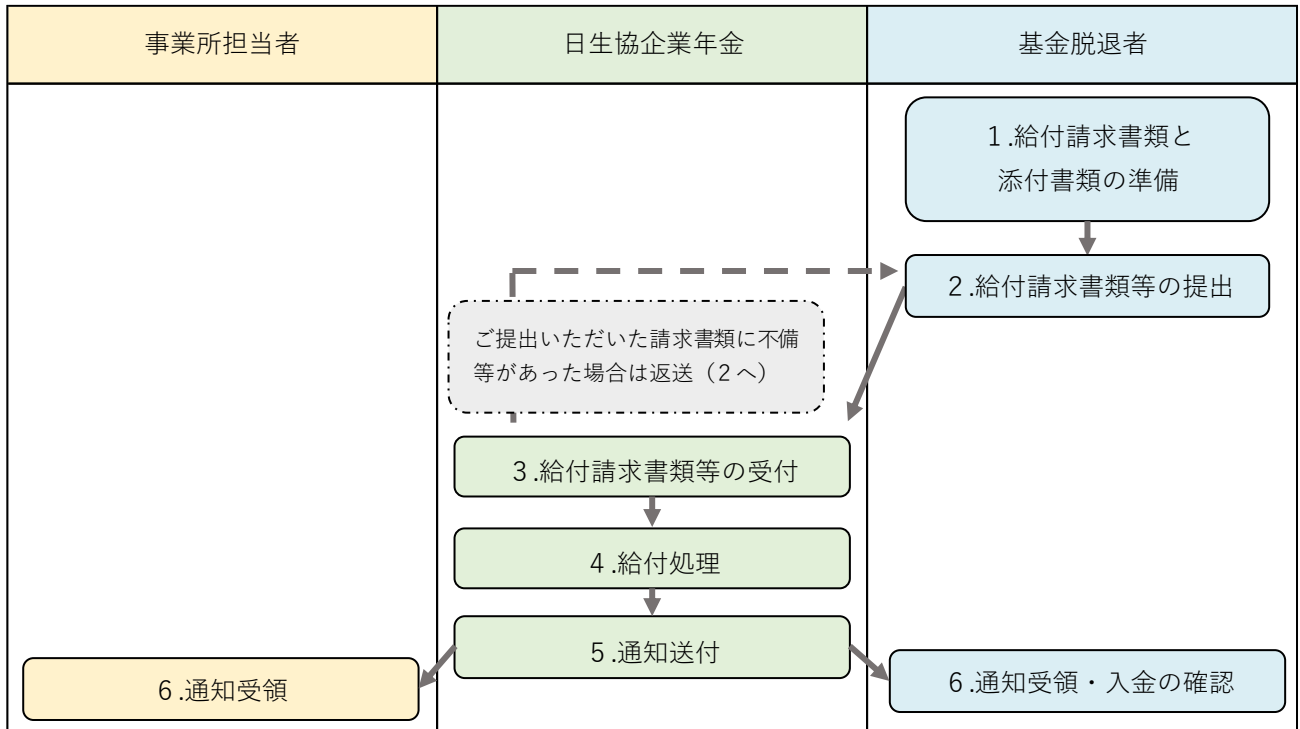 事業所担当者
日生協企業年金
基金脱退者
１.給付請求書類と
添付書類の準備
２.給付請求書類等の提出
ご提出いただいた請求書類に不備
等があった場合は返送（２へ）
３.給付請求書類等の受付
４.給付処理
５.通知送付
６.通知受領
６.通知受領・入金の確認